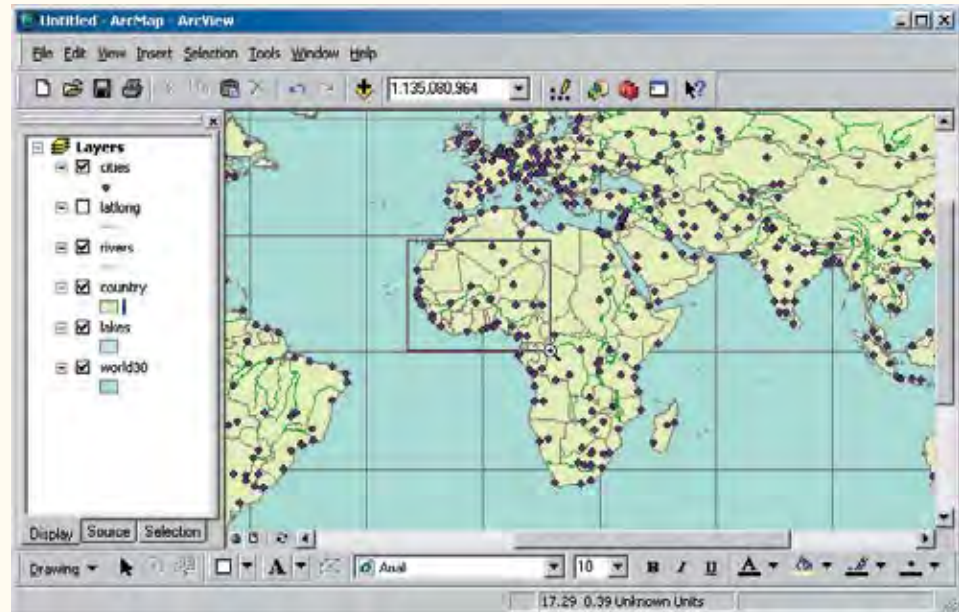 Untitled - ArcMap - ArcView
File Edit View Insert Selection Tools Window Help
1:135,080,964
Layers
cities
latlong
rivers
country
lakes
world30
Display Source Selection
Drawing A Arial 10 B I U A
17.29 0.39 Unknown Units